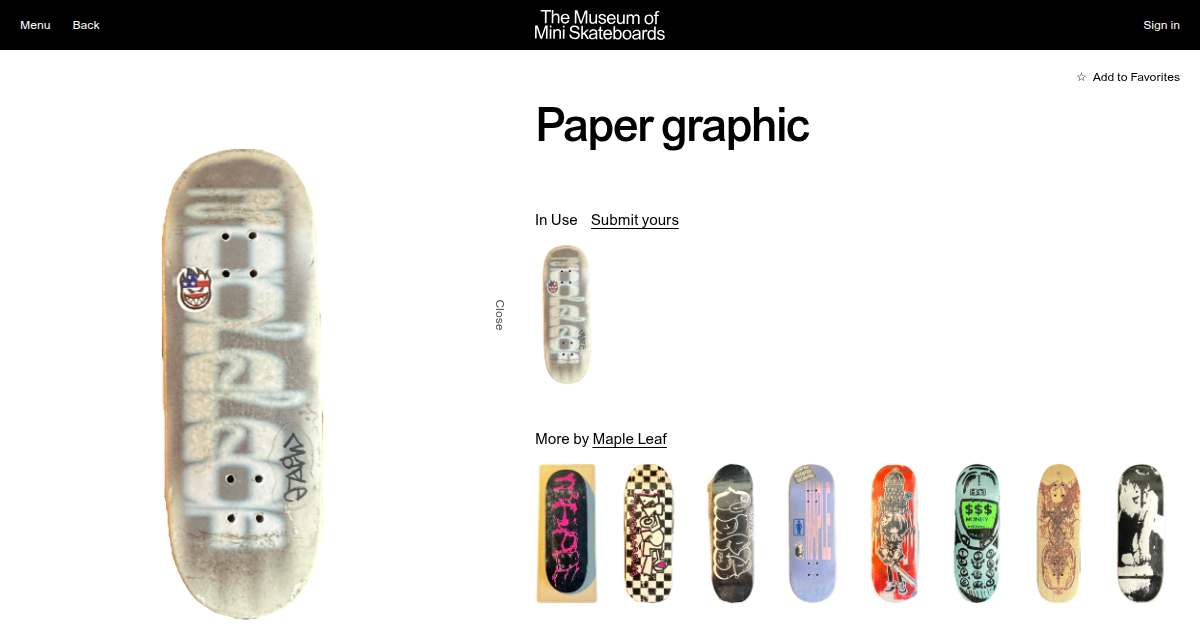 Menu
Back
The Museum of
Mini Skateboards
Sign in
☆ Add to Favorites
Paper graphic
In Use
Submit yours
Close
More by Maple Leaf
$$$
MONEY